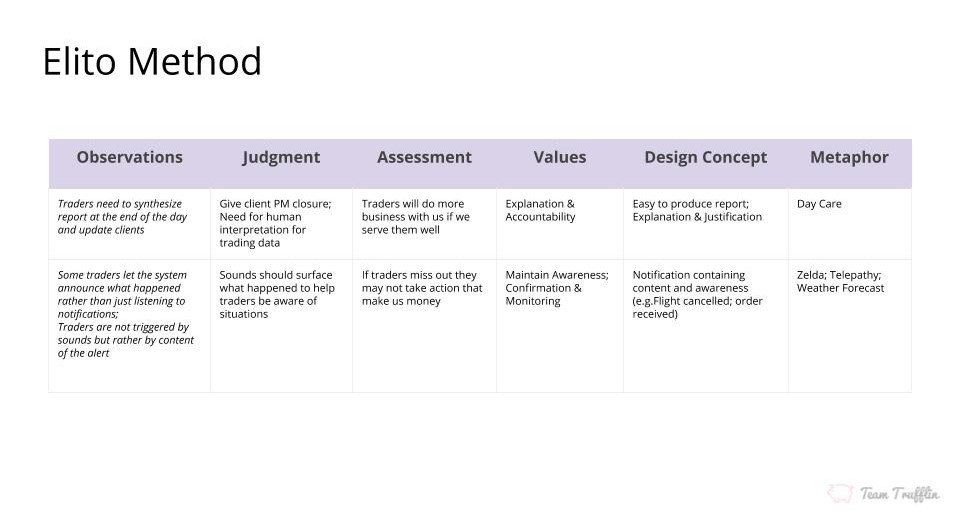 Elito Method
Observations
Judgment
Assessment
Values
Design Concept
Metaphor
Traders need to synthesize
report at the end of the day
and update clients
Give client PM closure;
Need for human
interpretation for
trading data
Traders will do more
business with us if we
serve them well
Explanation &
Accountability
Easy to produce report;
Explanation & Justification
Day Care
Some traders let the system
announce what happened
rather than just listening to
notifications;
Traders are not triggered by
sounds but rather by content
of the alert
Sounds should surface
what happened to help
traders be aware of
situations
If traders miss out they
may not take action that
make us money
Maintain Awareness;
Confirmation &
Monitoring
Notification containing
content and awareness
(e.g.Flight cancelled; order
received)
Zelda; Telepathy;
Weather Forecast
Team Trufflin